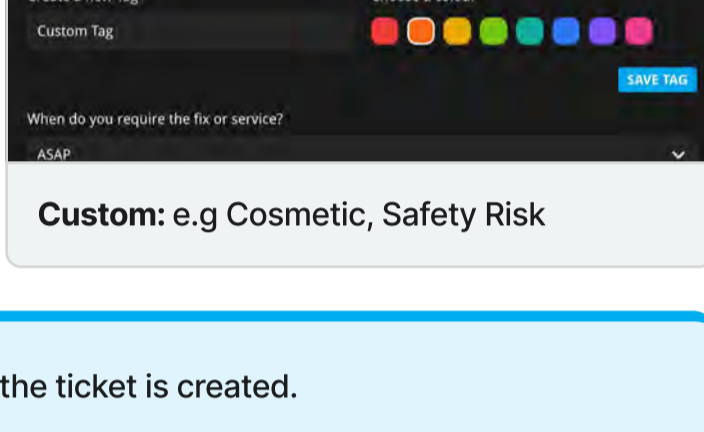 Custom Tag
SAVE TAG
When do you require the fix or service?
ASAP
Custom: e.g Cosmetic, Safety Risk
the ticket is created.